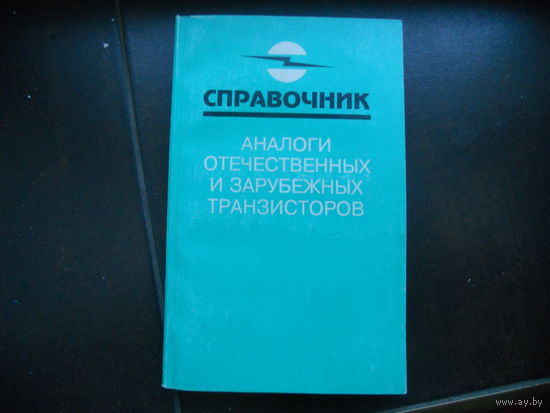 СПРАВОЧНИК
АНАЛОГИ
ОТЕЧЕСТВЕННЫХ
И ЗАРУБЕЖНЫХ
ТРАНЗИСТОРОВ
© www.ay.by